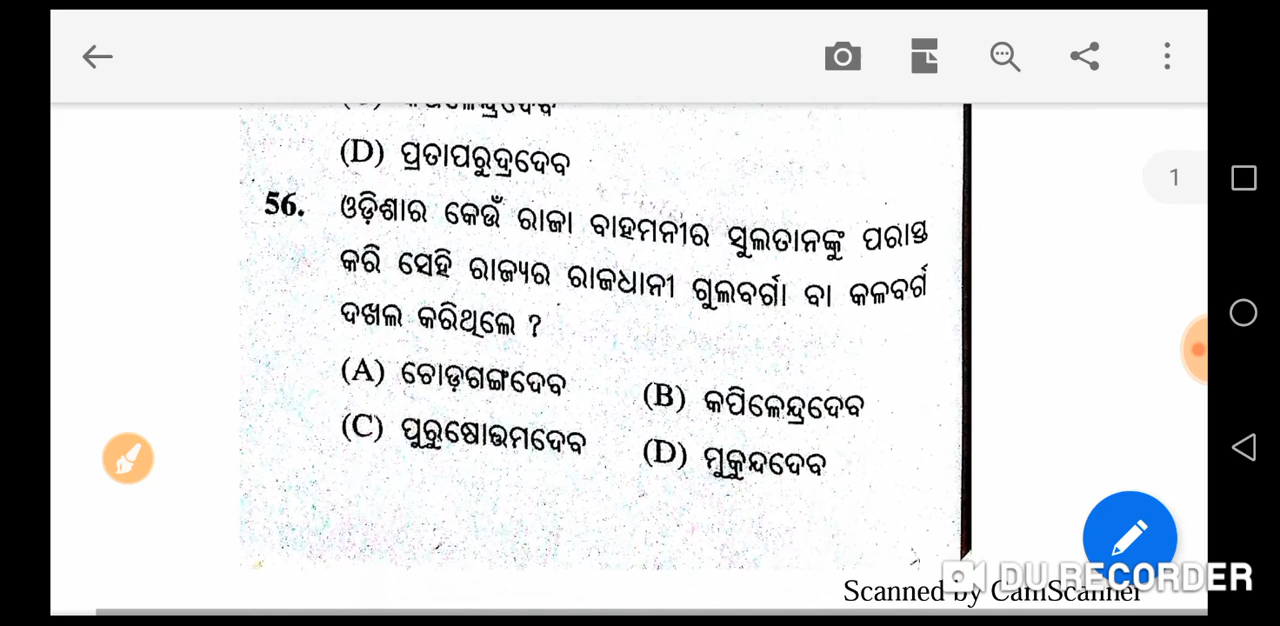 1
(D) ପ୍ରତାପରୁଦ୍ରଦେବ
56. ଓଡ଼ିଶାର କେଉଁ ରାଜା ବାହମନୀର ସୁଲତାନଙ୍କୁ ପରାସ୍ତ
କରି ସେହି ରାଜ୍ୟର ରାଜଧାନୀ ଗୁଲବର୍ଗା ବା କଳବର୍ଗ
ଦଖଲ କରିଥିଲେ ?
(A) ଚୋଡ଼ଗଙ୍ଗଦେବ (B) କପିଳେନ୍ଦ୍ରଦେବ
(C) ପୁରୁଷୋତ୍ତମଦେବ (D) ମୁକୁନ୍ଦଦେବ
DU RECORDER
Scanned by CamScanner